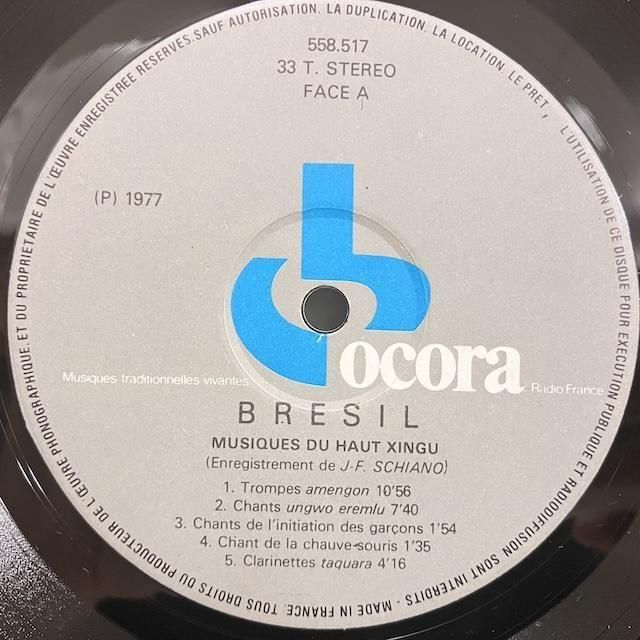 558.517
33 T. STEREO
FACE A
(P) 1977
ocora
Musiques traditionnelles vivantes
Radio France
BRESIL
MUSIQUES DU HAUT XINGU
(Enregistrement de J-F. SCHIANO)
1. Trompes amengon 10'56
2. Chants ungwo eremlu 7'40
3. Chants de l'initiation des garçons 1'54
4. Chant de la chauve-souris 1'35
5. Clarinettes taquara 4'16
TOUS DROITS DU PRODUCTEUR DE L'ŒUVRE PHONOGRAPHIQUE, ET DU PROPRIETAIRE DE L'ŒUVRE ENREGISTREE RESERVES. SAUF AUTORISATION, LA DUPLICATION, LA LOCATION, LE PRET, L'UTILISATION DE CE DISQUE POUR EXECUTION PUBLIQUE ET RADIODIFFUSION SONT INTERDITS - MADE IN FRANCE.